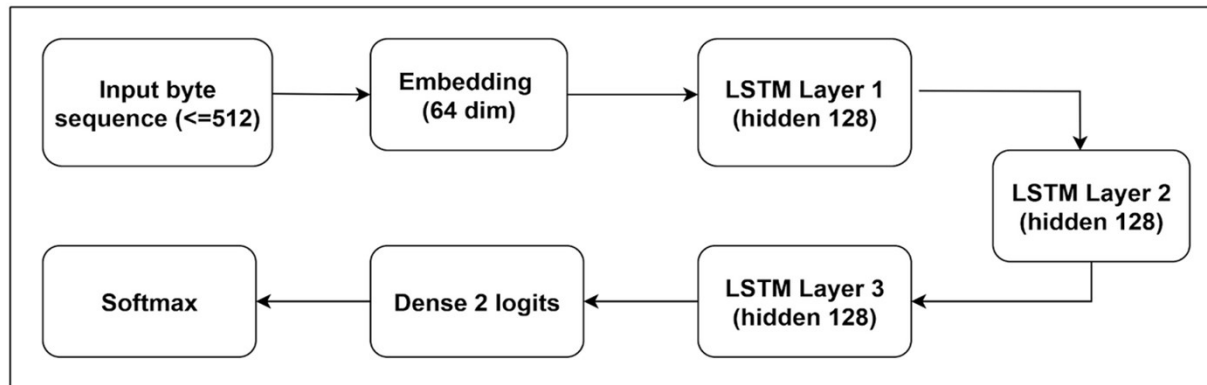 Input byte
sequence (<=512)
Embedding
(64 dim)
LSTM Layer 1
(hidden 128)
LSTM Layer 2
(hidden 128)
LSTM Layer 3
(hidden 128)
Dense 2 logits
Softmax